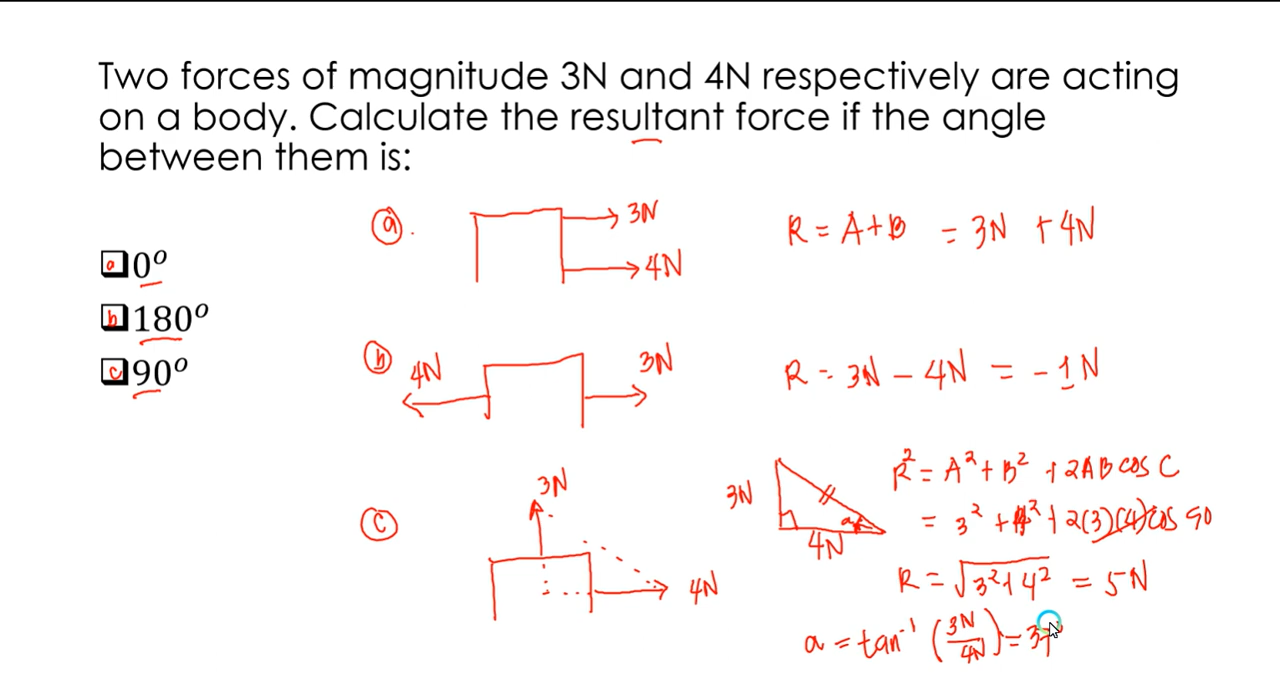 Two forces of magnitude 3N and 4N respectively are acting
on a body. Calculate the resultant force if the angle
between them is:
a 0°
b 180°
c 90°
a.
3N
4N
R = A+B = 3N + 4N
b
4N
3N
R = 3N - 4N = -1N
c
3N
4N
3N
4N
a
R² = A² + B² + 2AB cos C
= 3² + 4² + 2(3)(4)cos 90
R = √3²+4² = 5N
a = tan⁻¹ (3N/4N) = 37